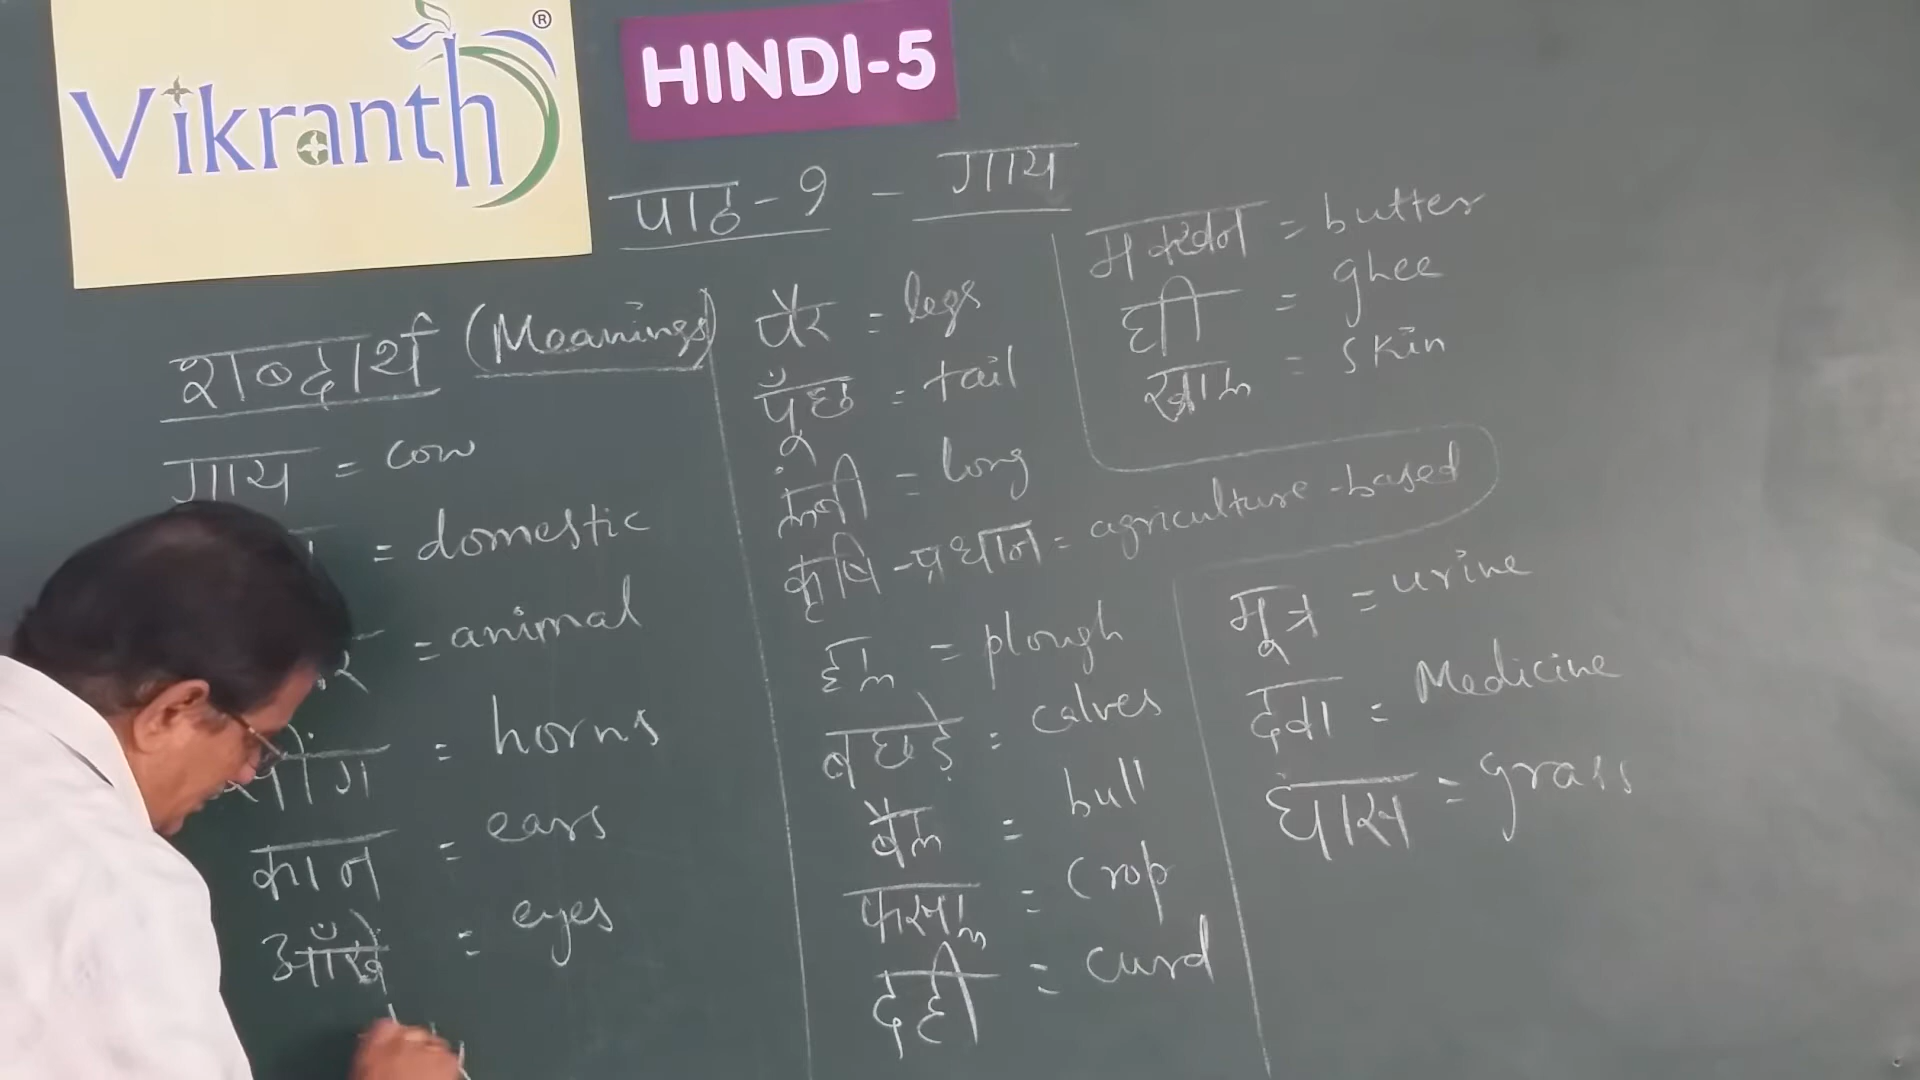 Vikranth ®
HINDI-5
पाठ - 9 - गाय
शब्दार्थ (Meanings)
गाय = cow
= domestic
= animal
सींग = horns
कान = ears
आँखें = eyes
पैर = legs
पूँछ = tail
लंबी = long
कृषि-प्रधान = agriculture-based
हल = plough
बछड़े = calves
बैल = bull
फसल = crop
दही = curd
मक्खन = butter
घी = ghee
खाल = skin
मूत्र = urine
दवा = Medicine
घास = grass